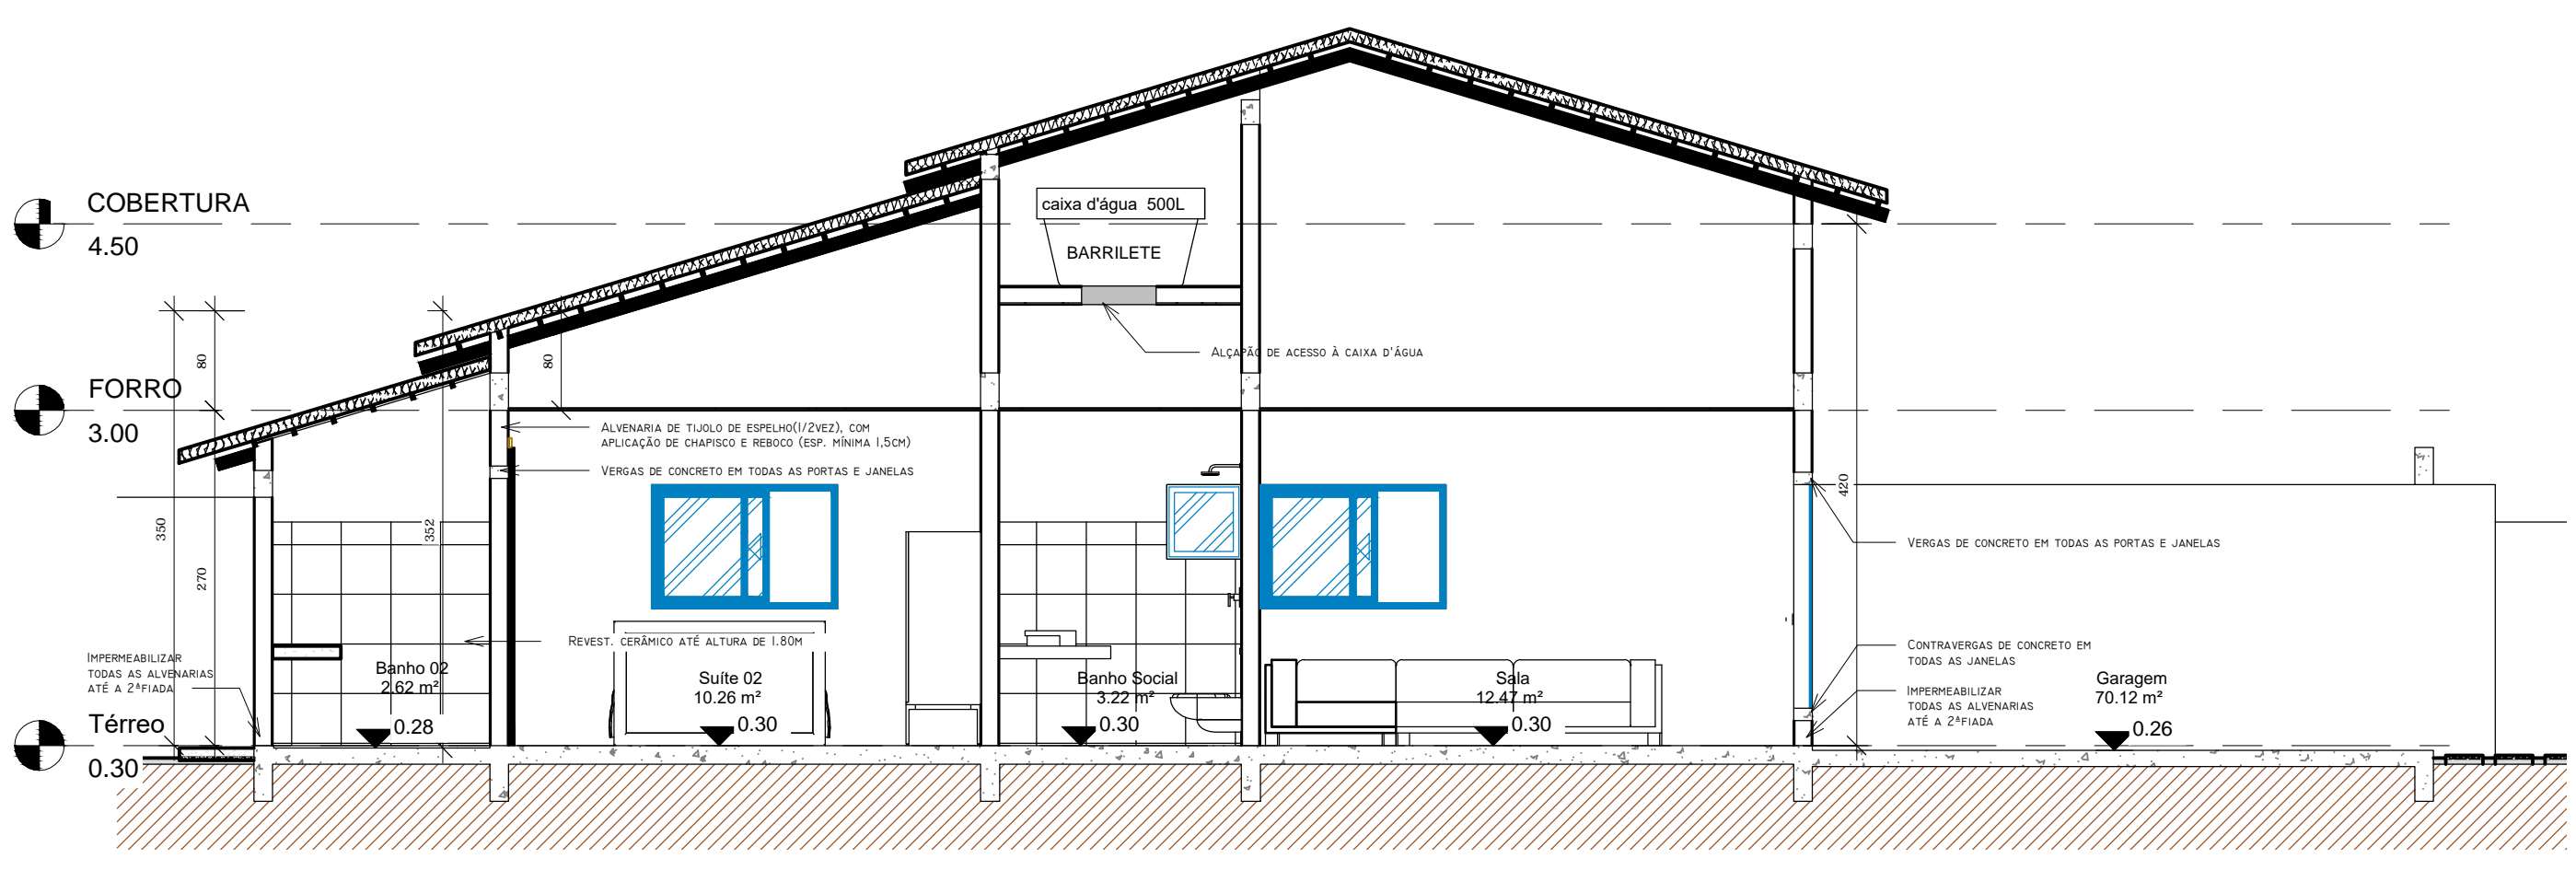 COBERTURA
4.50
caixa d'água 500L
BARRILETE
ALÇAPÃO DE ACESSO À CAIXA D'ÁGUA
FORRO
3.00
80
80
350
270
352
420
ALVENARIA DE TIJOLO DE ESPELHO(1/2VEZ), COM
APLICAÇÃO DE CHAPISCO E REBOCO (ESP. MÍNIMA 1,5CM)
VERGAS DE CONCRETO EM TODAS AS PORTAS E JANELAS
VERGAS DE CONCRETO EM TODAS AS PORTAS E JANELAS
REVEST. CERÂMICO ATÉ ALTURA DE 1.80M
IMPERMEABILIZAR
TODAS AS ALVENARIAS
ATÉ A 2ªFIADA
Banho 02
2.62 m²
0.28
Suíte 02
10.26 m²
0.30
Banho Social
3.22 m²
0.30
Sala
12.47 m²
0.30
CONTRAVERGAS DE CONCRETO EM
TODAS AS JANELAS
IMPERMEABILIZAR
TODAS AS ALVENARIAS
ATÉ A 2ªFIADA
Garagem
70.12 m²
0.26
Térreo
0.30